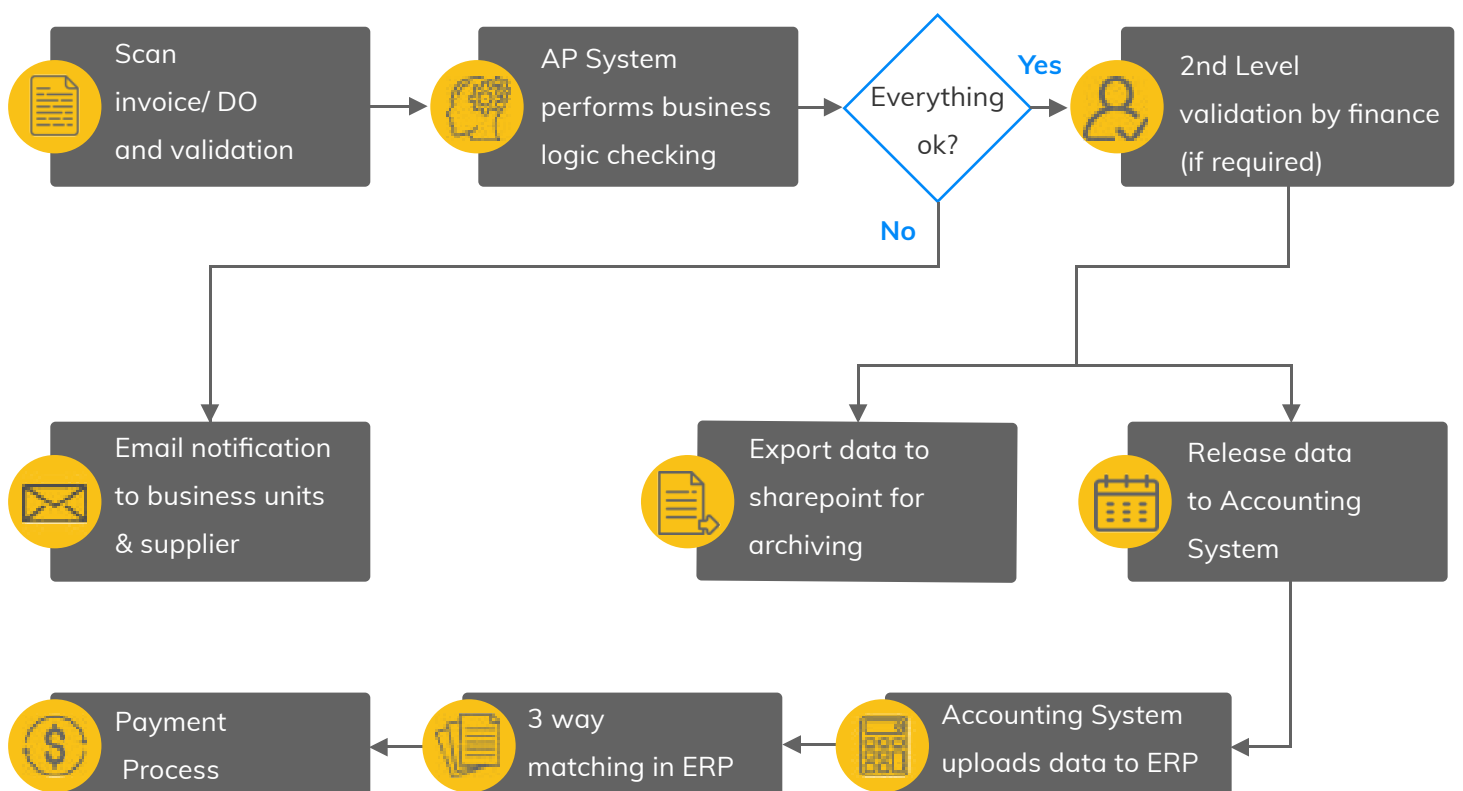 Scan
invoice/ DO
and validation
AP System
performs business
logic checking
Everything
ok?
Yes
2nd Level
validation by finance
(if required)
No
Email notification
to business units
& supplier
Export data to
sharepoint for
archiving
Release data
to Accounting
System
Payment
Process
3 way
matching in ERP
Accounting System
uploads data to ERP